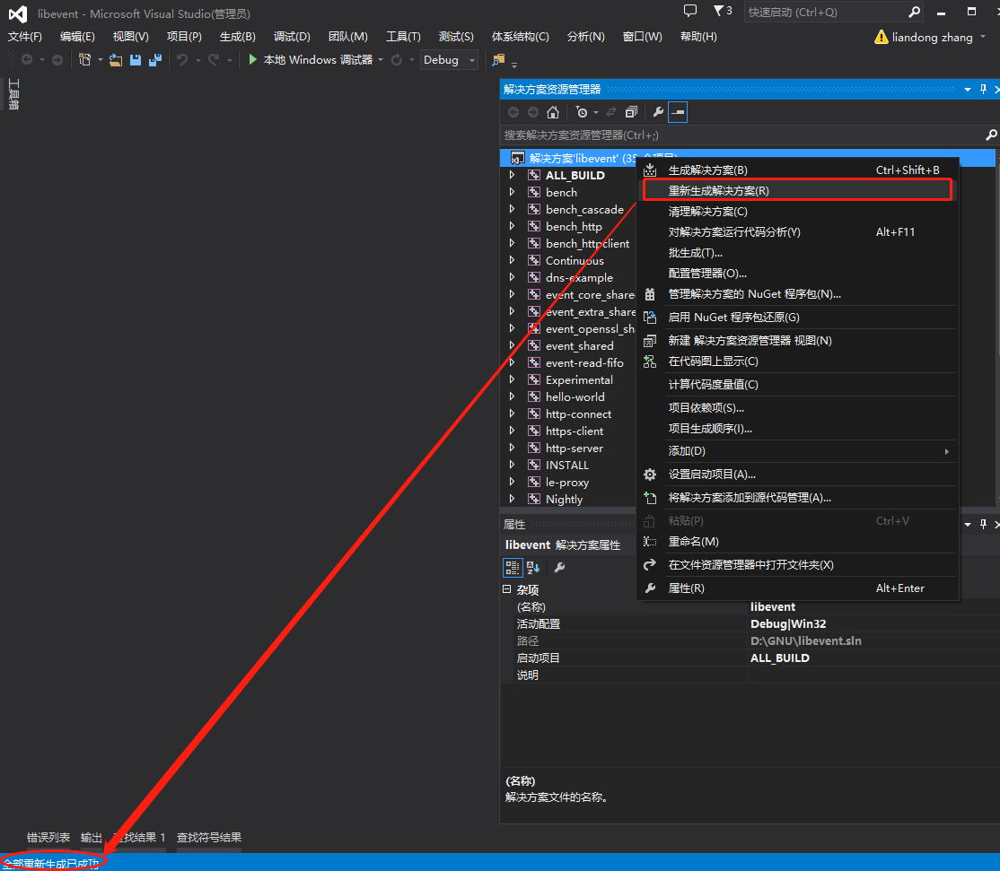 libevent - Microsoft Visual Studio(管理员)
3
快速启动 (Ctrl+Q)
文件(F) 编辑(E) 视图(V) 项目(P) 生成(B) 调试(D) 团队(M) 工具(T) 测试(S) 体系结构(C) 分析(N) 窗口(W) 帮助(H)
liandong zhang
本地 Windows 调试器
Debug
工具箱
解决方案资源管理器
搜索解决方案资源管理器(Ctrl+;)
解决方案'libevent' (35 个项目)
ALL_BUILD
bench
bench_cascade
bench_http
bench_httpclient
Continuous
dns-example
event_core_share
event_extra_share
event_openssl_sh
event_shared
event-read-fifo
Experimental
hello-world
http-connect
https-client
http-server
INSTALL
le-proxy
Nightly
生成解决方案(B) Ctrl+Shift+B
重新生成解决方案(R)
清理解决方案(C)
对解决方案运行代码分析(Y) Alt+F11
批生成(T)...
配置管理器(O)...
管理解决方案的 NuGet 程序包(N)...
启用 NuGet 程序包还原(G)
新建 解决方案资源管理器 视图(N)
在代码图上显示(C)
计算代码度量值(C)
项目依赖项(S)...
项目生成顺序(I)...
添加(D)
设置启动项目(A)...
将解决方案添加到源代码管理(A)...
粘贴(P) Ctrl+V
重命名(M)
在文件资源管理器中打开文件夹(X)
属性(R) Alt+Enter
属性
libevent 解决方案属性
杂项
(名称) libevent
活动配置 Debug|Win32
路径 D:\GNU\libevent.sln
启动项目 ALL_BUILD
说明
(名称)
解决方案文件的名称。
错误列表 输出 查找结果 1 查找符号结果
全部重新生成已成功